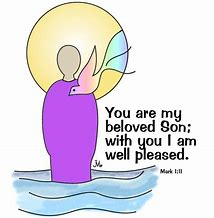 You are my
beloved Son;
with you I am
well pleased.
Mark 1:11